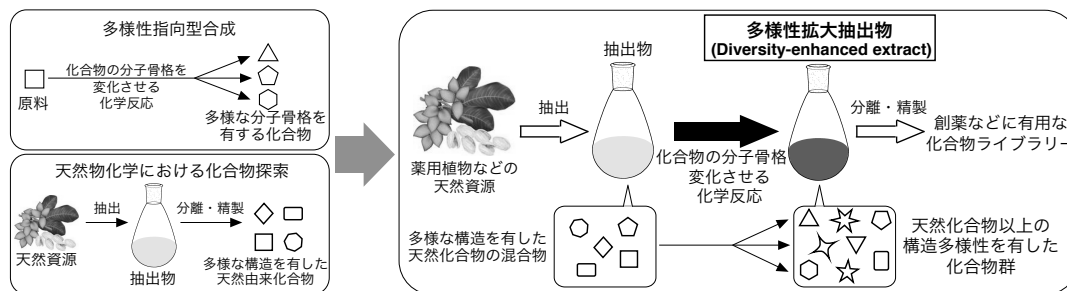 多様性指向型合成
化合物の分子骨格を
変化させる
化学反応
原料
多様な分子骨格を
有する化合物
天然物化学における化合物探索
抽出
分離・精製
天然資源
抽出物
多様な構造を有した
天然由来化合物
多様性拡大抽出物
(Diversity-enhanced extract)
抽出物
抽出
分離・精製
薬用植物などの
天然資源
化合物の分子骨格
変化させる
化学反応
創薬などに有用な
化合物ライブラリー
多様な構造を有した
天然化合物の混合物
天然化合物以上の
構造多様性を有した
化合物群